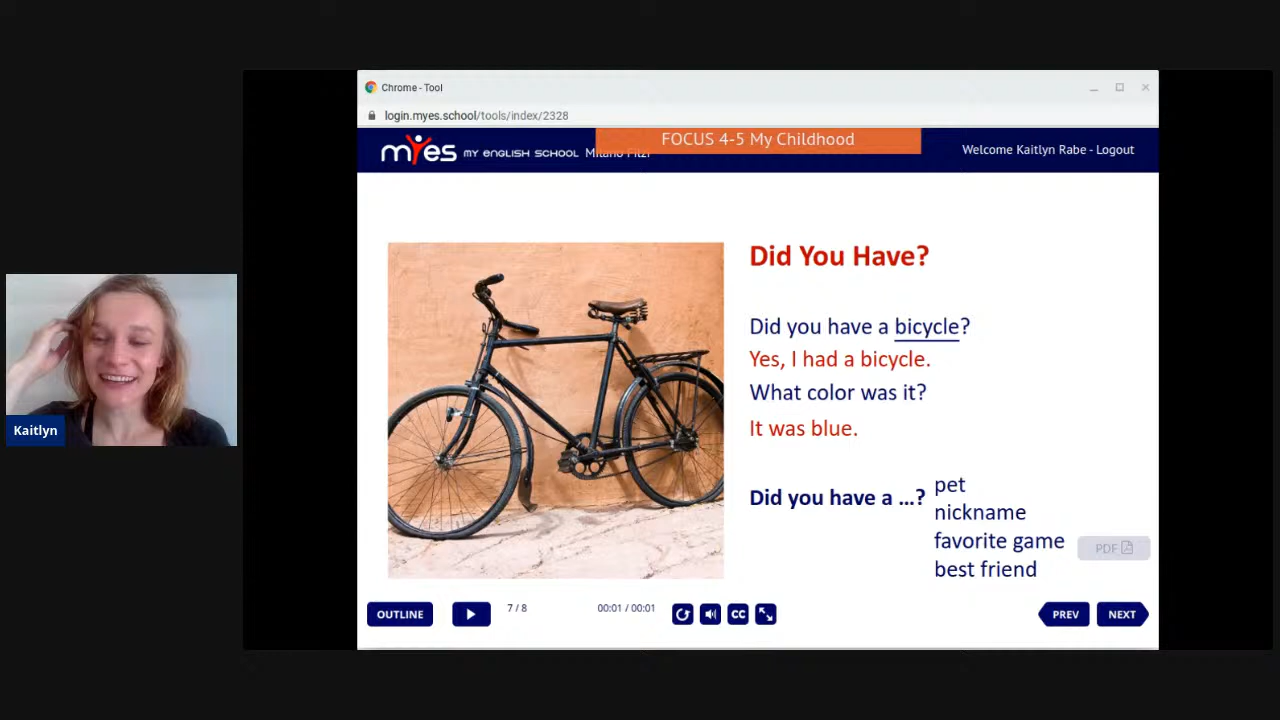 Chrome - Tool
login.myes.school/tools/index/2328
myes MY ENGLISH SCHOOL Milano Filzi
FOCUS 4-5 My Childhood
Welcome Kaitlyn Rabe - Logout
Did You Have?
Did you have a bicycle?
Yes, I had a bicycle.
What color was it?
It was blue.
Did you have a ...?
pet
nickname
favorite game
best friend
PDF
Kaitlyn
OUTLINE
7 / 8
00:01 / 00:01
CC
PREV
NEXT